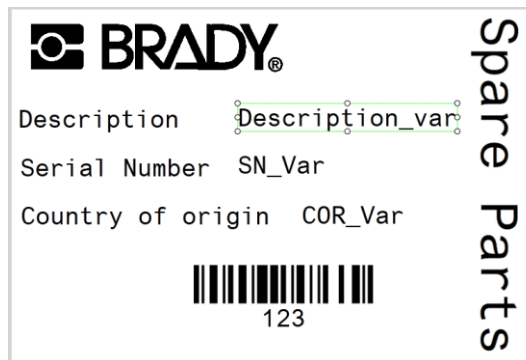 BRADY®
Description Description_var
Serial Number SN_Var
Country of origin COR_Var
123
Spare Parts